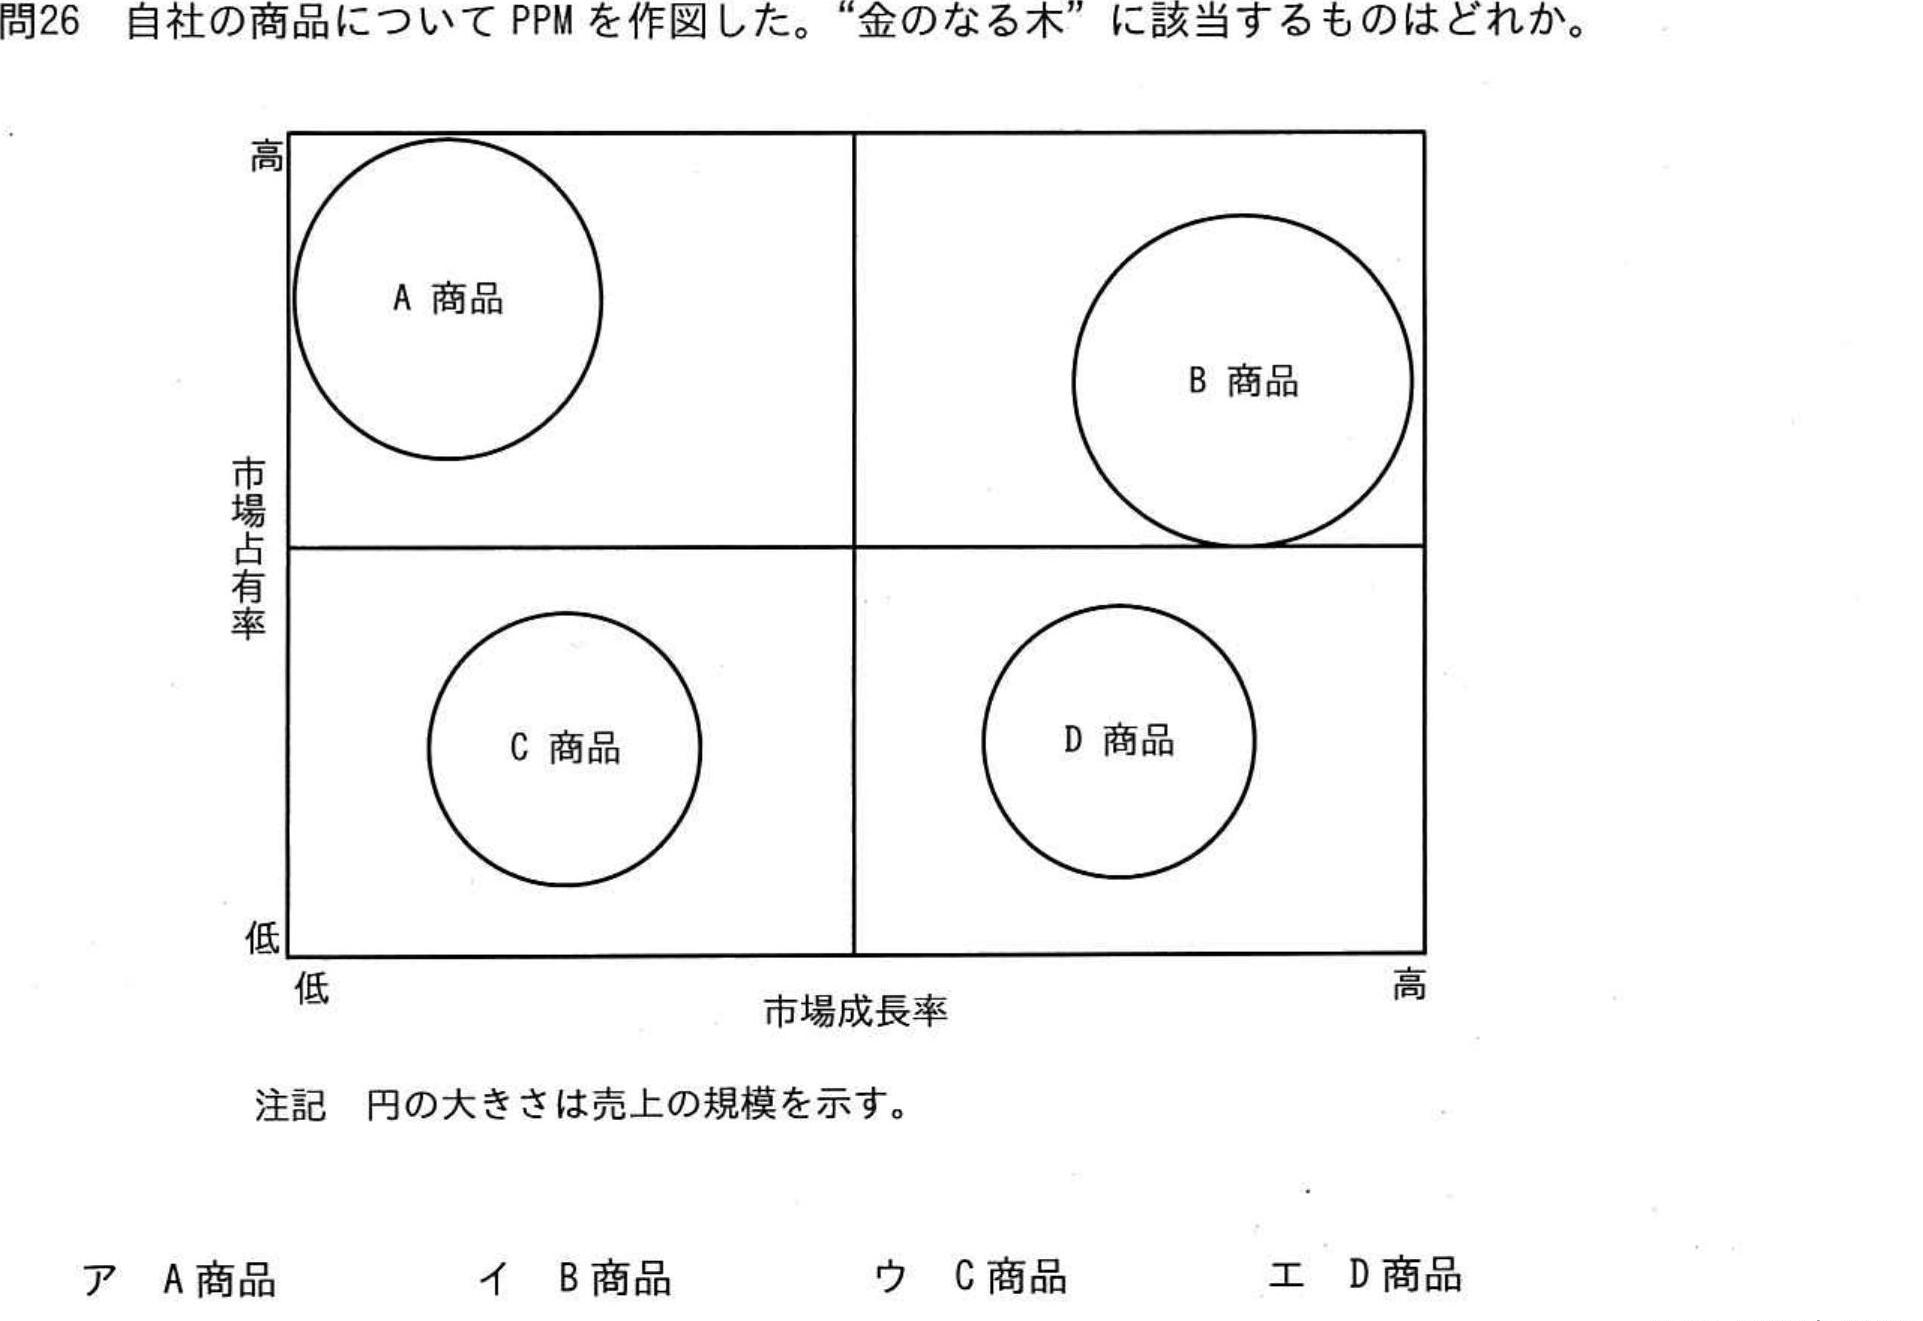 問26 自社の商品について PPM を作図した。“金のなる木” に該当するものはどれか。
高
A 商品
B 商品
市場占有率
C 商品
D 商品
低
低
高
市場成長率
注記 円の大きさは売上の規模を示す。
ア A 商品 イ B 商品 ウ C 商品 エ D 商品